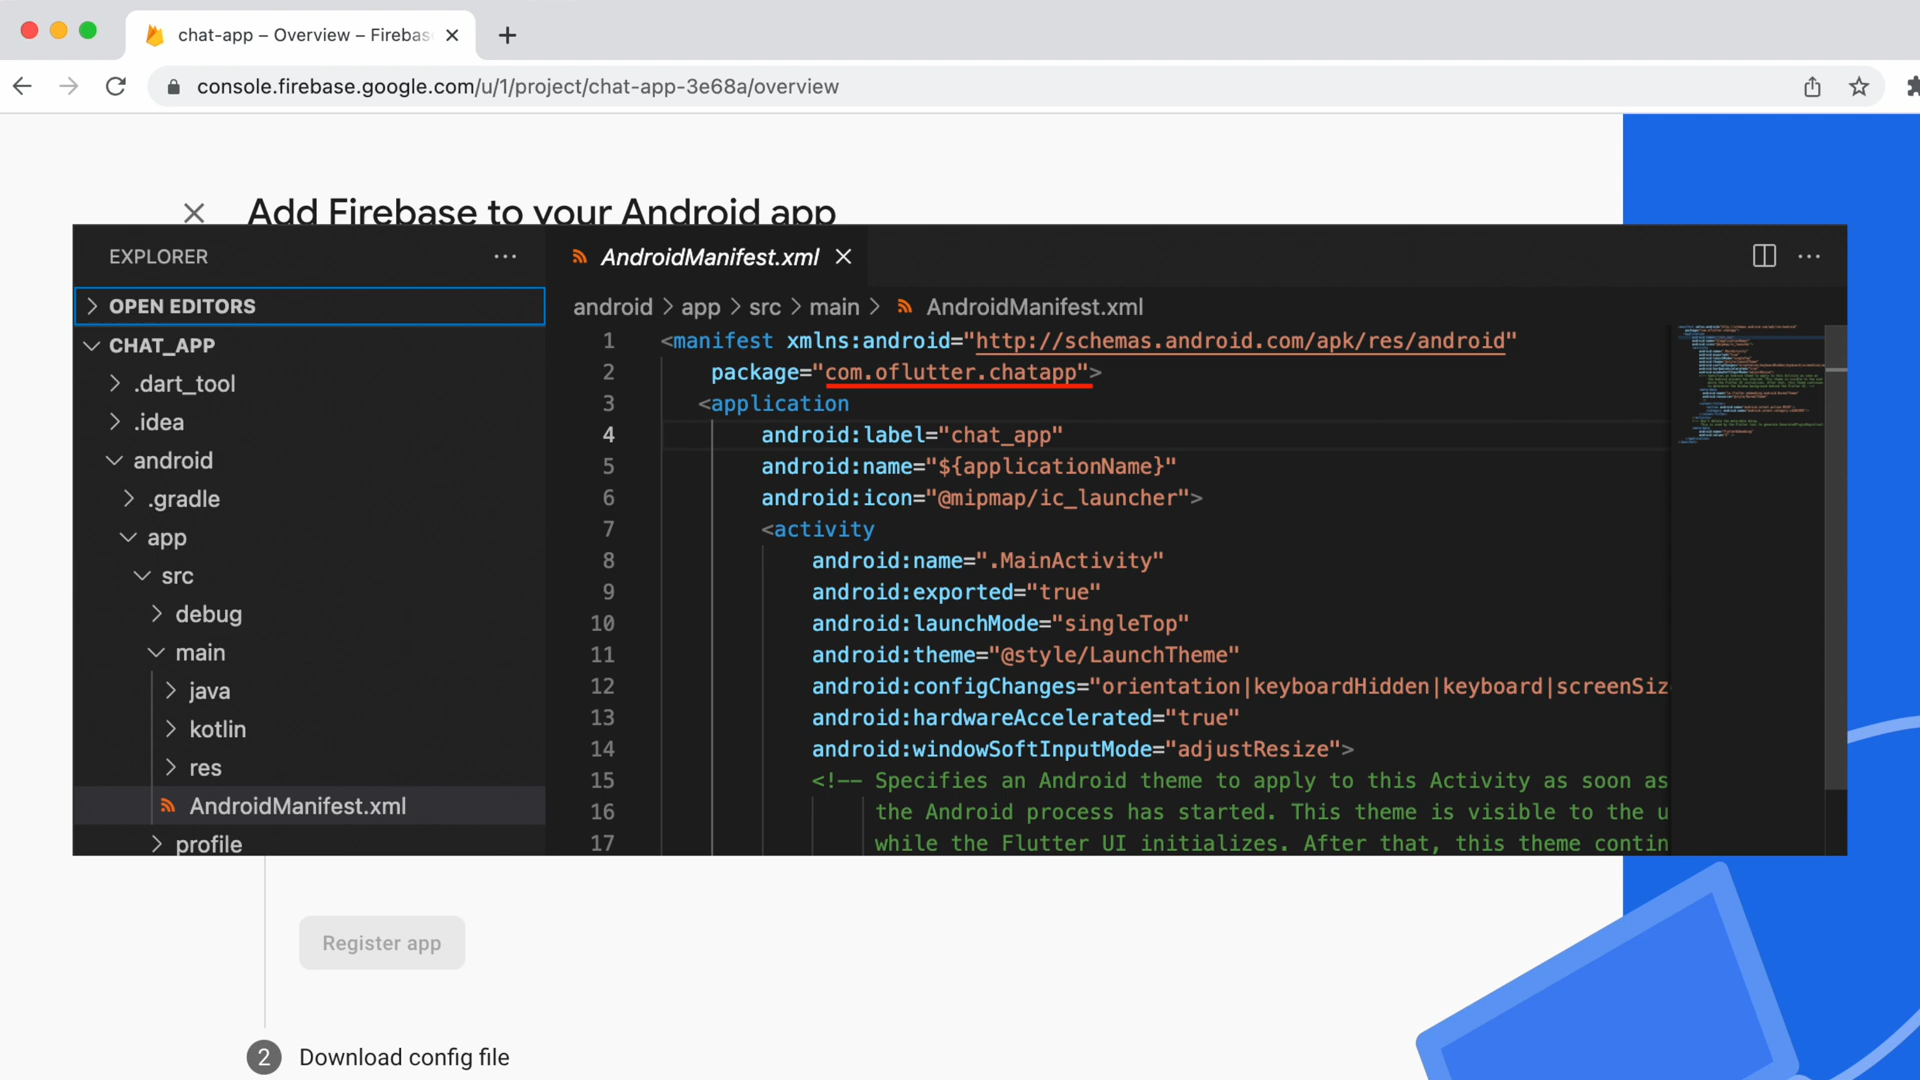 chat-app – Overview – Firebas
console.firebase.google.com/u/1/project/chat-app-3e68a/overview
Add Firebase to your Android app
EXPLORER
OPEN EDITORS
CHAT_APP
.dart_tool
.idea
android
.gradle
app
src
debug
main
java
kotlin
res
AndroidManifest.xml
profile
AndroidManifest.xml
android > app > src > main > AndroidManifest.xml
1 <manifest xmlns:android="http://schemas.android.com/apk/res/android"
2 package="com.oflutter.chatapp">
3 <application
4 android:label="chat_app"
5 android:name="${applicationName}"
6 android:icon="@mipmap/ic_launcher">
7 <activity
8 android:name=".MainActivity"
9 android:exported="true"
10 android:launchMode="singleTop"
11 android:theme="@style/LaunchTheme"
12 android:configChanges="orientation|keyboardHidden|keyboard|screenSiz
13 android:hardwareAccelerated="true"
14 android:windowSoftInputMode="adjustResize">
15 <!-- Specifies an Android theme to apply to this Activity as soon as
16 the Android process has started. This theme is visible to the u
17 while the Flutter UI initializes. After that, this theme contin
Register app
2 Download config file